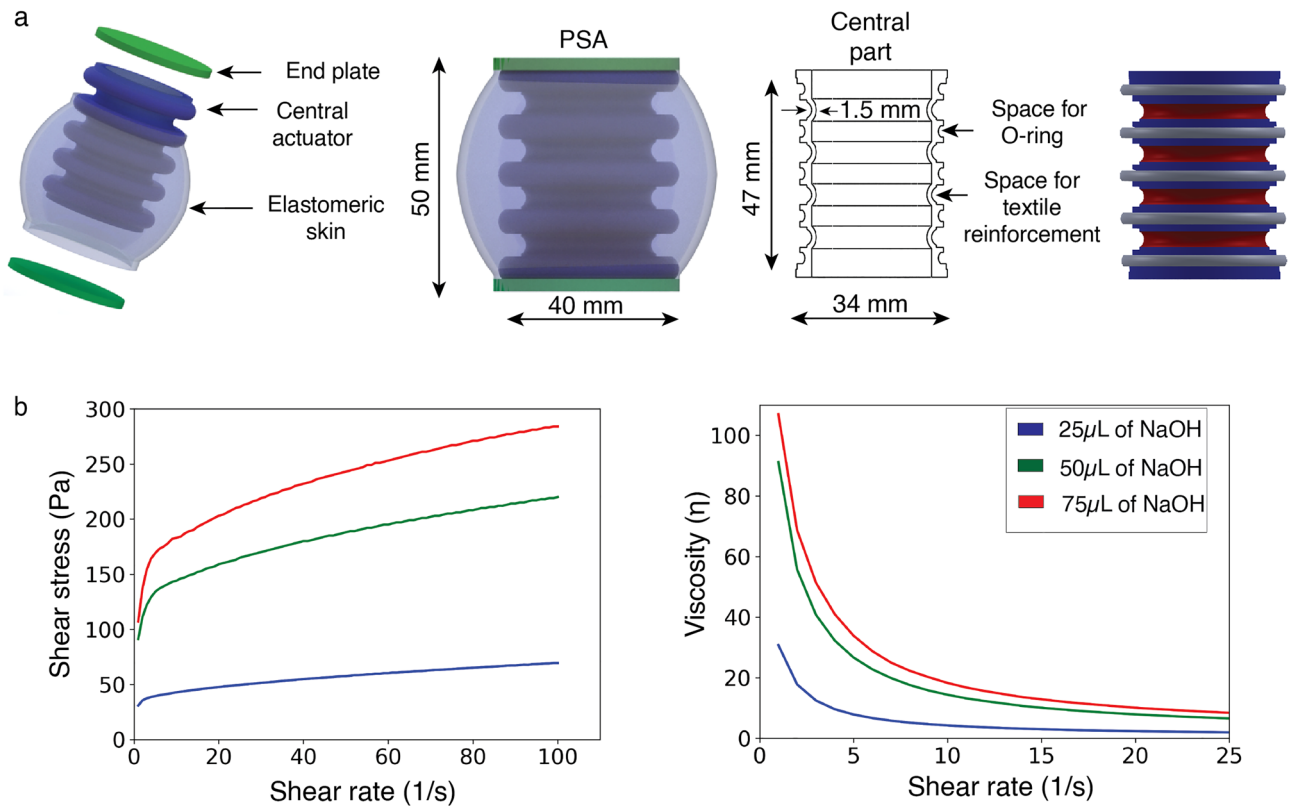 a
End plate
Central
actuator
Elastomeric
skin
PSA
50 mm
40 mm
Central
part
1.5 mm
47 mm
34 mm
Space for
O-ring
Space for
textile
reinforcement
b
Shear stress (Pa)
300
250
200
150
100
50
0
0 20 40 60 80 100
Shear rate (1/s)
Viscosity (η)
100
80
60
40
20
0
0 5 10 15 20 25
Shear rate (1/s)
25µL of NaOH
50µL of NaOH
75µL of NaOH